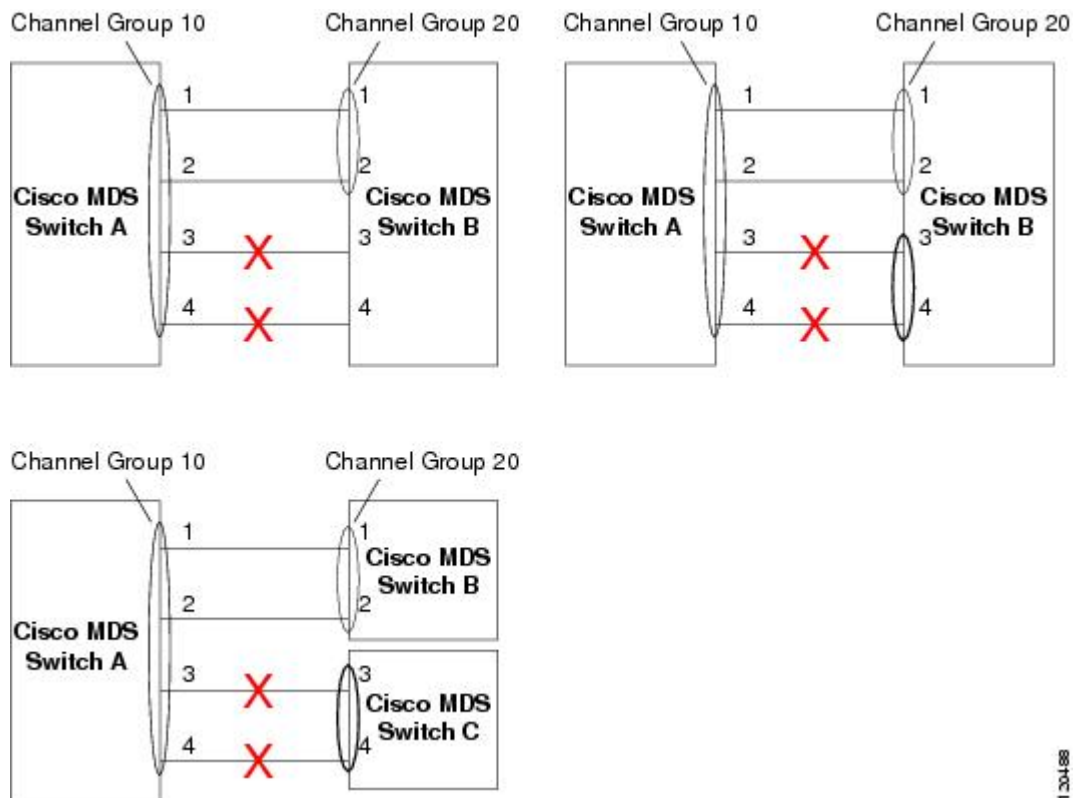 Channel Group 10
Channel Group 20
1
1
2
2
Cisco MDS
Switch A
Cisco MDS
Switch B
3
3
4
4
Channel Group 10
Channel Group 20
1
1
2
2
Cisco MDS
Switch A
Cisco MDS
Switch B
3
3
4
4
Channel Group 10
Channel Group 20
1
1
Cisco MDS
Switch B
2
2
Cisco MDS
Switch A
3
3
Cisco MDS
Switch C
4
4
120488